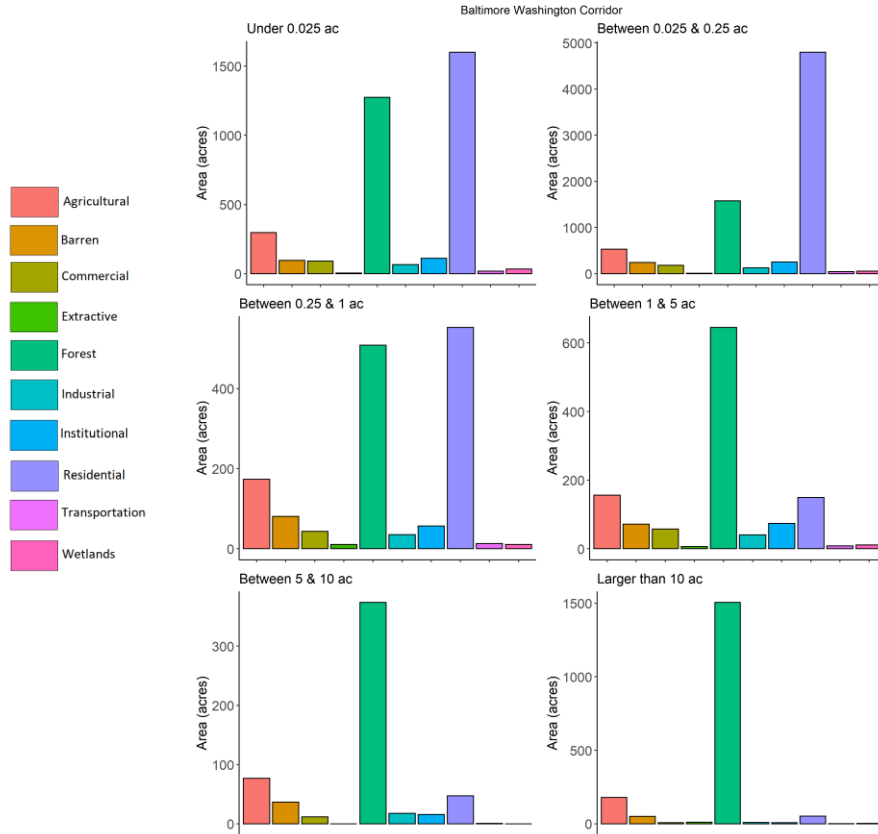 Baltimore Washington Corridor
Agricultural
Barren
Commercial
Extractive
Forest
Industrial
Institutional
Residential
Transportation
Wetlands
Under 0.025 ac
Area (acres)
1500
1000
500
0
Between 0.025 & 0.25 ac
Area (acres)
5000
4000
3000
2000
1000
0
Between 0.25 & 1 ac
Area (acres)
400
200
0
Between 1 & 5 ac
Area (acres)
600
400
200
0
Between 5 & 10 ac
Area (acres)
300
200
100
0
Larger than 10 ac
Area (acres)
1500
1000
500
0